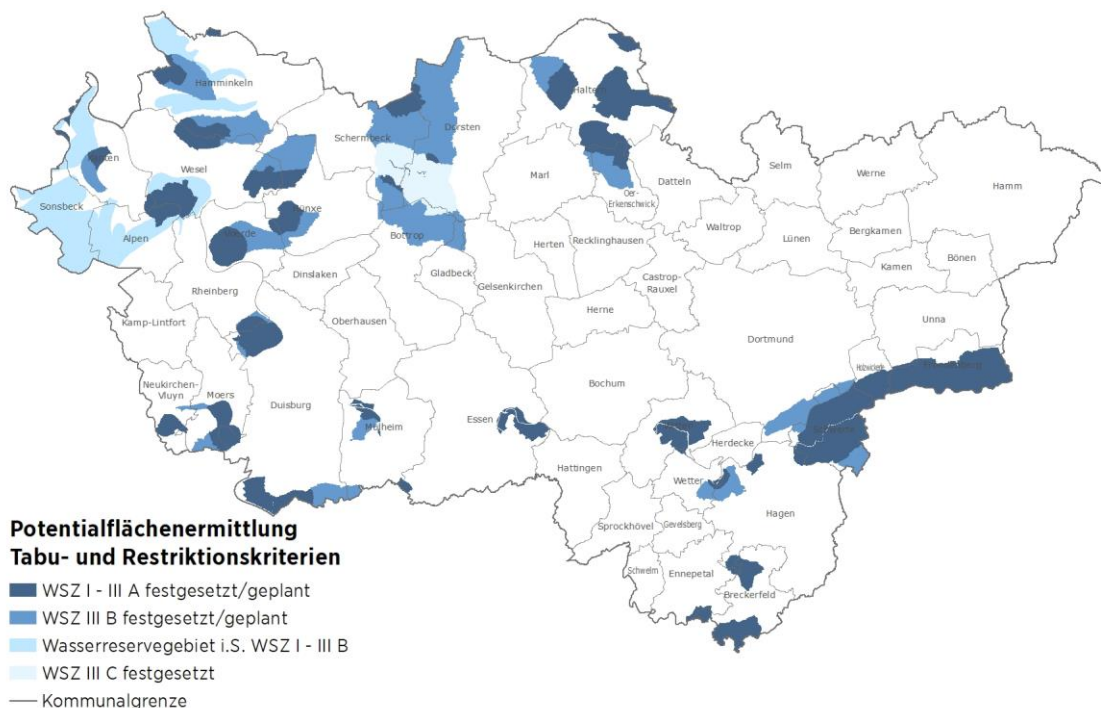 Hamminkeln
Schermbeck
Dorsten
Haltern
Xanten
Wesel
Marl
Selm
Werne
Hamm
Datteln
Sonsbeck
Oer-
Erkenschwick
Alpen
Hünxe
Voerde
Bottrop
Waltrop
Bergkamen
Lünen
Herten
Recklinghausen
Bönen
Kamen
Dinslaken
Gladbeck
Gelsenkirchen
Castrop-
Rauxel
Rheinberg
Herne
Kamp-Lintfort
Oberhausen
Unna
Dortmund
Holzwickede
Fröndenberg
Bochum
Neukirchen-
Vluyn
Moers
Duisburg
Essen
Mülheim
Witten
Schwerte
Herdecke
Hattingen
Wetter
Hagen
Sprockhövel
Gevelsberg
Schwelm
Ennepetal
Breckerfeld
Potentialflächenermittlung
Tabu- und Restriktionskriterien
WSZ I - III A festgesetzt/geplant
WSZ III B festgesetzt/geplant
Wasserreservegebiet i.S. WSZ I - III B
WSZ III C festgesetzt
Kommunalgrenze